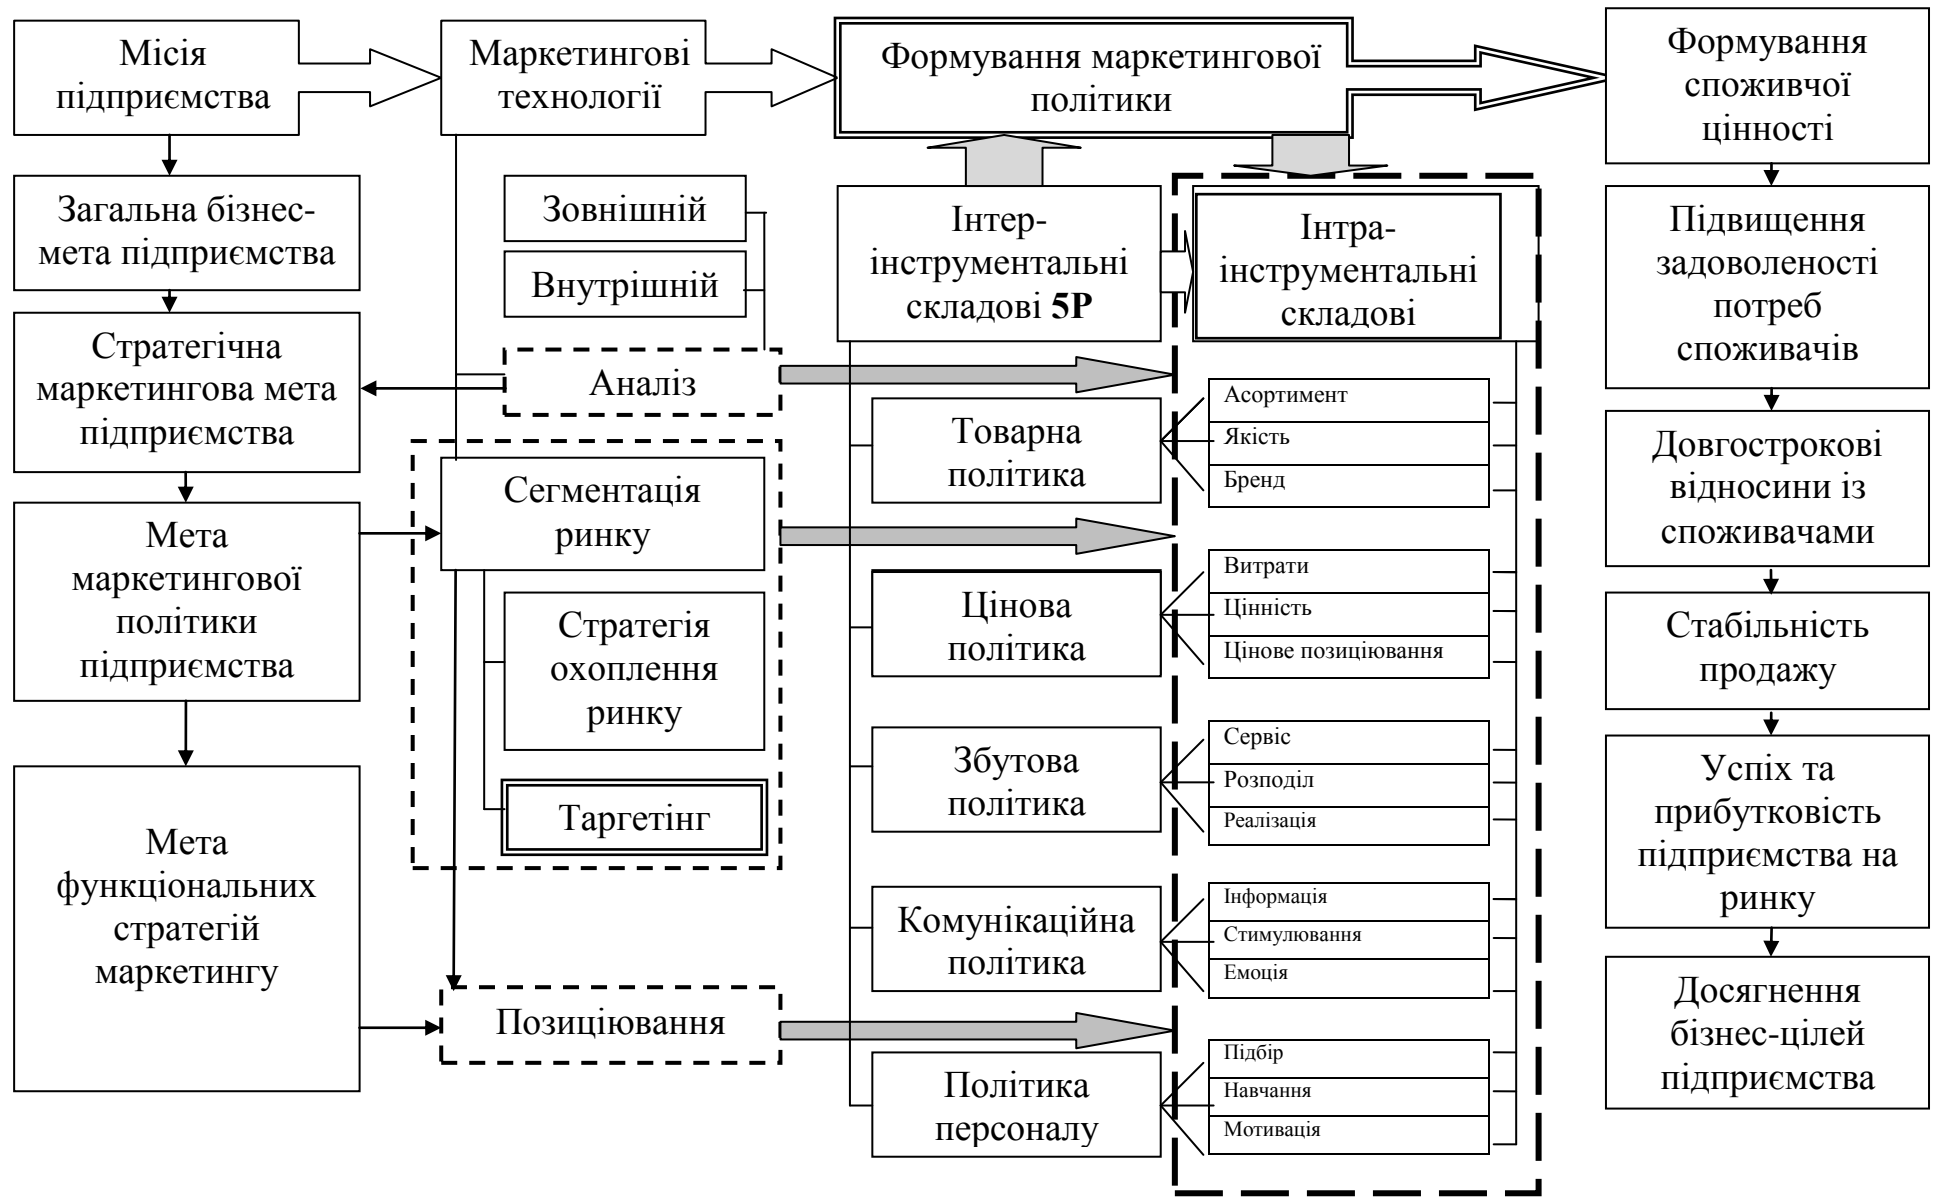 Місія
підприємства
Маркетингові
технології
Формування маркетингової
політики
Формування
споживчої
цінності
Загальна бізнес-
мета підприємства
Стратегічна
маркетингова мета
підприємства
Мета
маркетингової
політики
підприємства
Мета
функціональних
стратегій
маркетингу
Зовнішній
Внутрішній
Аналіз
Сегментація
ринку
Стратегія
охоплення
ринку
Таргетінг
Позиціювання
Інтер-
інструментальні
складові 5P
Інтра-
інструментальні
складові
Товарна
політика
Асортимент
Якість
Бренд
Цінова
політика
Витрати
Цінність
Цінове позиціювання
Збутова
політика
Сервіс
Розподіл
Реалізація
Комунікаційна
політика
Інформація
Стимулювання
Емоція
Політика
персоналу
Підбір
Навчання
Мотивація
Підвищення
задоволеності
потреб
споживачів
Довгострокові
відносини із
споживачами
Стабільність
продажу
Успіх та
прибутковість
підприємства на
ринку
Досягнення
бізнес-цілей
підприємства